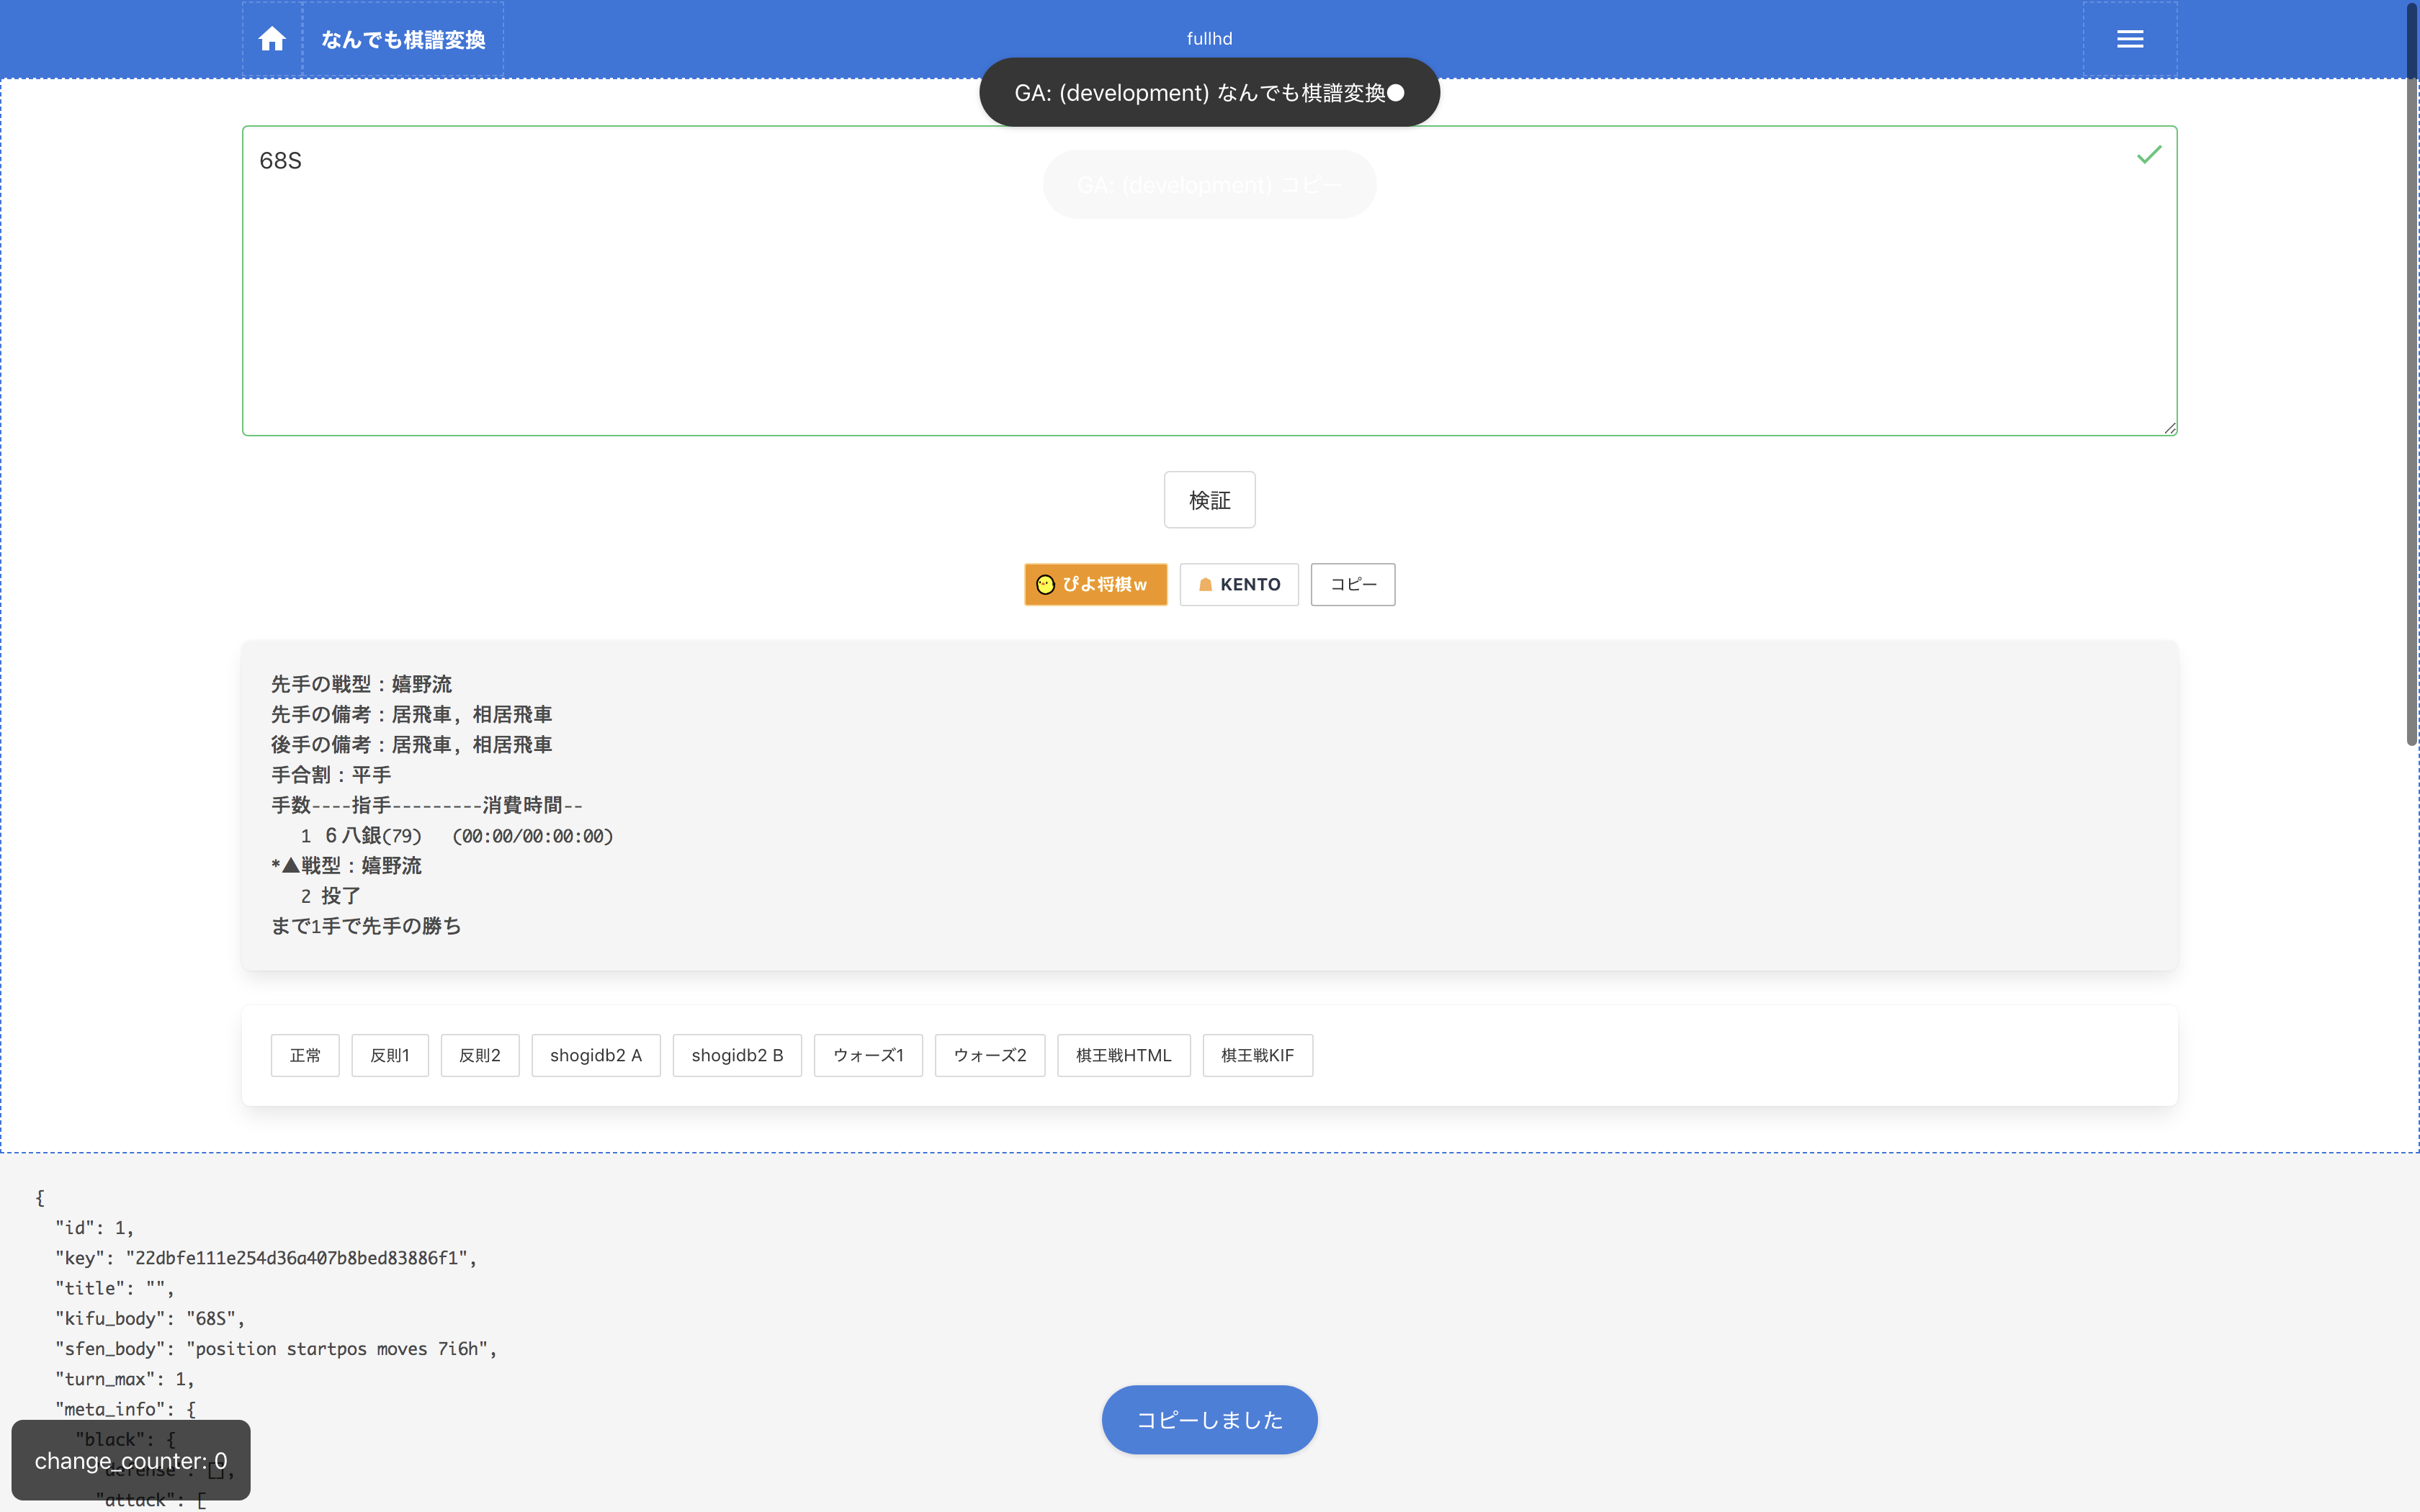 なんでも棋譜変換
fullhd
GA: (development) なんでも棋譜変換●
68S
GA: (development) コピー
検証
ぴよ将棋w
KENTO
コピー
先手の戦型：嬉野流
先手の備考：居飛車, 相居飛車
後手の備考：居飛車, 相居飛車
手合割：平手
手数----指手---------消費時間--
1 ６八銀(79) (00:00/00:00:00)
*▲戦型：嬉野流
2 投了
まで1手で先手の勝ち
正常 反則1 反則2 shogidb2 A shogidb2 B ウォーズ1 ウォーズ2 棋王戦HTML 棋王戦KIF
{
"id": 1,
"key": "22dbfe111e254d36a407b8bed83886f1",
"title": "",
"kifu_body": "68S",
"sfen_body": "position startpos moves 7i6h",
"turn_max": 1,
"meta_info": {
"black": {
"defense": [],
"attack": [
change_counter: 0
コピーしました